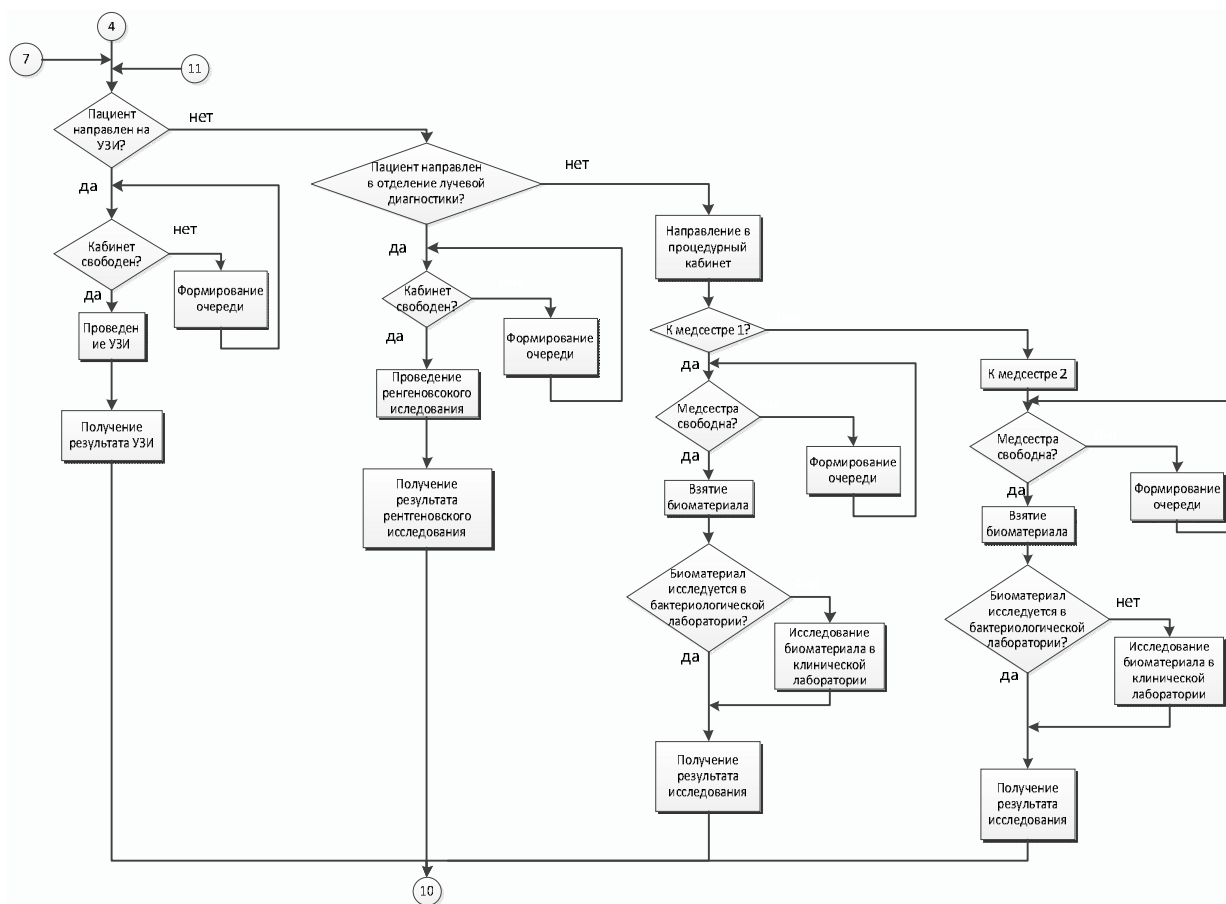 4
7
11
Пациент
направлен на
УЗИ?
нет
да
Кабинет
свободен?
нет
Формирование
очереди
да
Проведен
ие УЗИ
Получение
результата УЗИ
Пациент направлен
в отделение лучевой
диагностики?
нет
да
Кабинет
свободен?
Формирование
очереди
да
Проведение
ренгеновсокого
иследования
Получение
результата
рентгеновского
исследования
Направление в
процедурный
кабинет
К медсестре 1?
да
Медсестра
свободна?
Формирование
очереди
да
Взятие
биоматериала
Биоматериал
исследуется в
бактериологической
лаборатории?
Исследование
биоматериала в
клинической
лаборатории
да
Получение
результата
исследования
К медсестре 2
Медсестра
свободна?
Формирование
очереди
да
Взятие
биоматериала
Биоматериал
исследуется в
бактериологической
лаборатории?
нет
Исследование
биоматериала в
клинической
лаборатории
да
Получение
результата
исследования
10